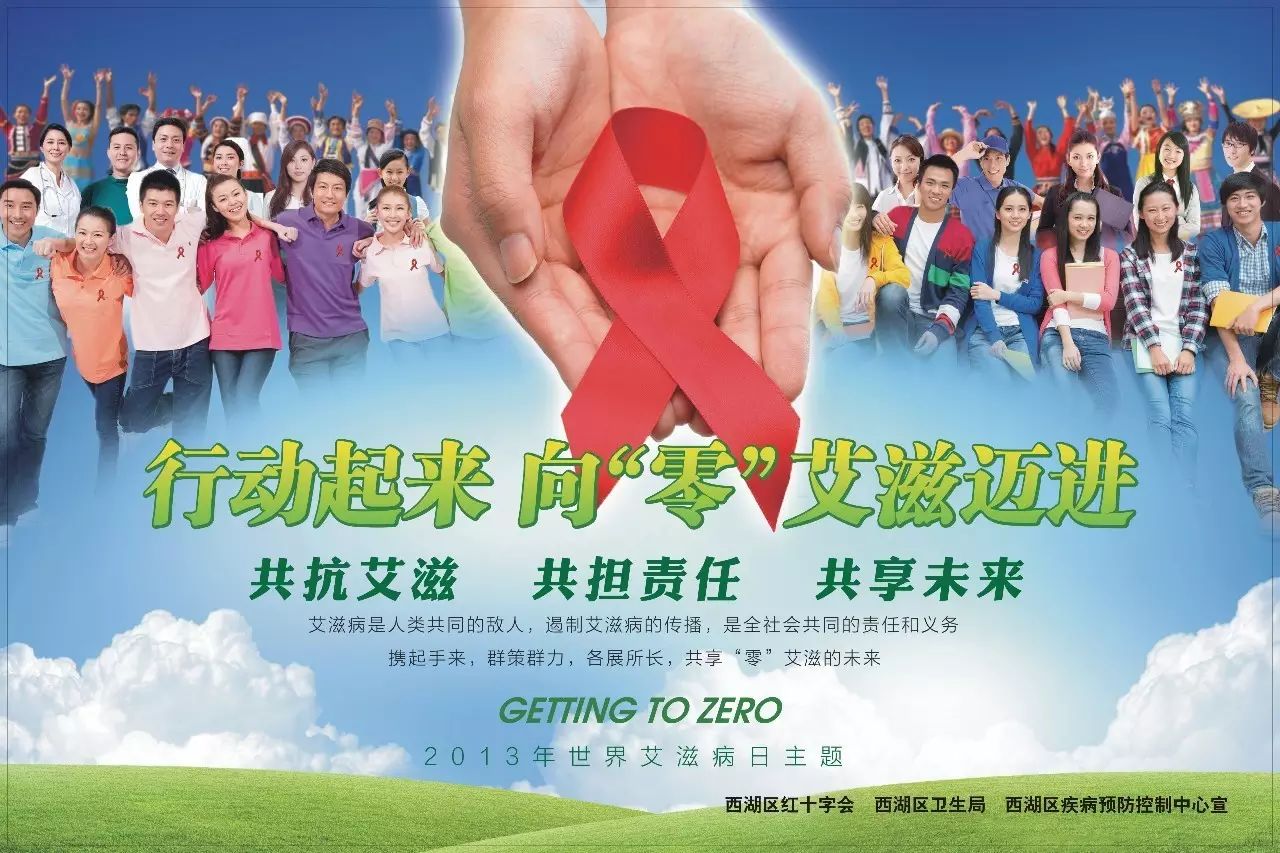 行动起来 向“零”艾滋迈进
共抗艾滋 共担责任 共享未来
艾滋病是人类共同的敌人，遏制艾滋病的传播，是全社会共同的责任和义务
携起手来，群策群力，各展所长，共享“零”艾滋的未来
GETTING TO ZERO
2013年世界艾滋病日主题
西湖区红十字会 西湖区卫生局 西湖区疾病预防控制中心宣